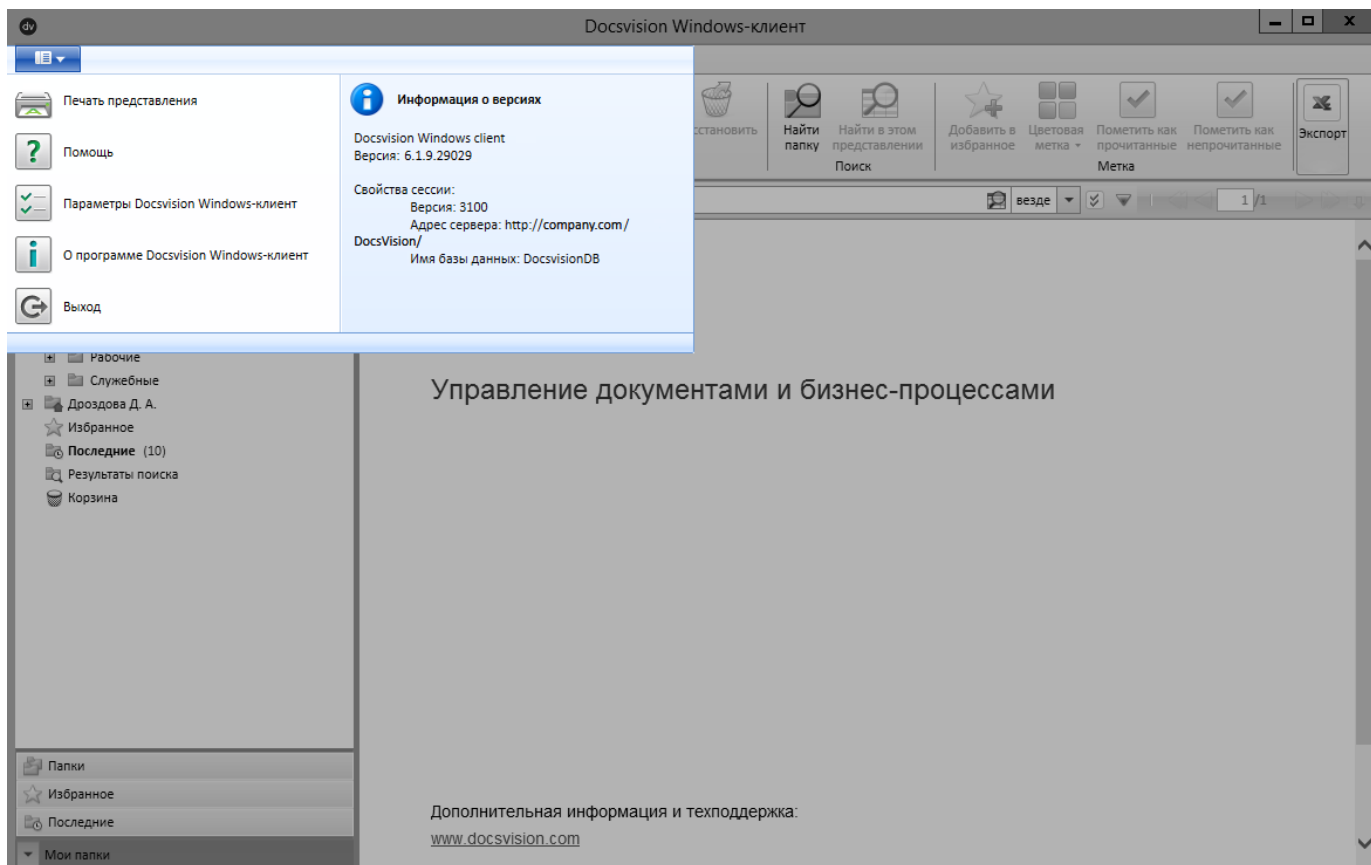 Docsvision Windows-клиент
Печать представления
Помощь
Параметры Docsvision Windows-клиент
О программе Docsvision Windows-клиент
Выход
Информация о версиях
Docsvision Windows client
Версия: 6.1.9.29029
Свойства сессии:
Версия: 3100
Адрес сервера: http://company.com/
DocsVision/
Имя базы данных: DocsvisionDB
становить
Найти
папку
Найти в этом
представлении
Поиск
Добавить в
избранное
Цветовая
метка
Пометить как
прочитанные
Пометить как
непрочитанные
Метка
Экспорт
везде
1 /1
Рабочие
Служебные
Дроздова Д. А.
Избранное
Последние (10)
Результаты поиска
Корзина
Управление документами и бизнес-процессами
Папки
Избранное
Последние
Мои папки
Дополнительная информация и техподдержка:
www.docsvision.com